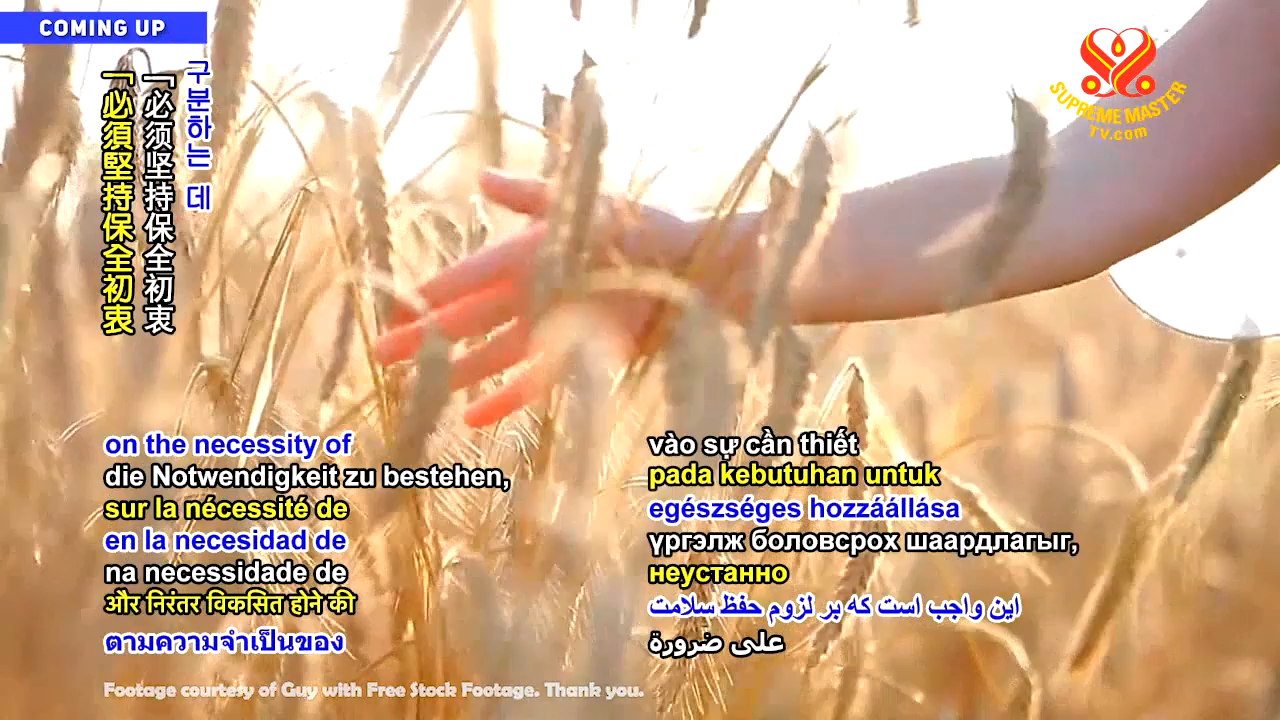 COMING UP
SUPREME MASTER
TV.com
구분하는 데
「必须坚持保全初衷
「必須堅持保全初衷
on the necessity of
die Notwendigkeit zu bestehen,
sur la nécessité de
en la necesidad de
na necessidade de
और निरंतर विकसित होने की
ตามความจำเป็นของ
vào sự cần thiết
pada kebutuhan untuk
egészséges hozzáállása
үргэлж боловсрох шаардлагыг,
неустанно
این واجب است که بر لزوم حفظ سلامت
على ضرورة
Footage courtesy of Guy with Free Stock Footage. Thank you.